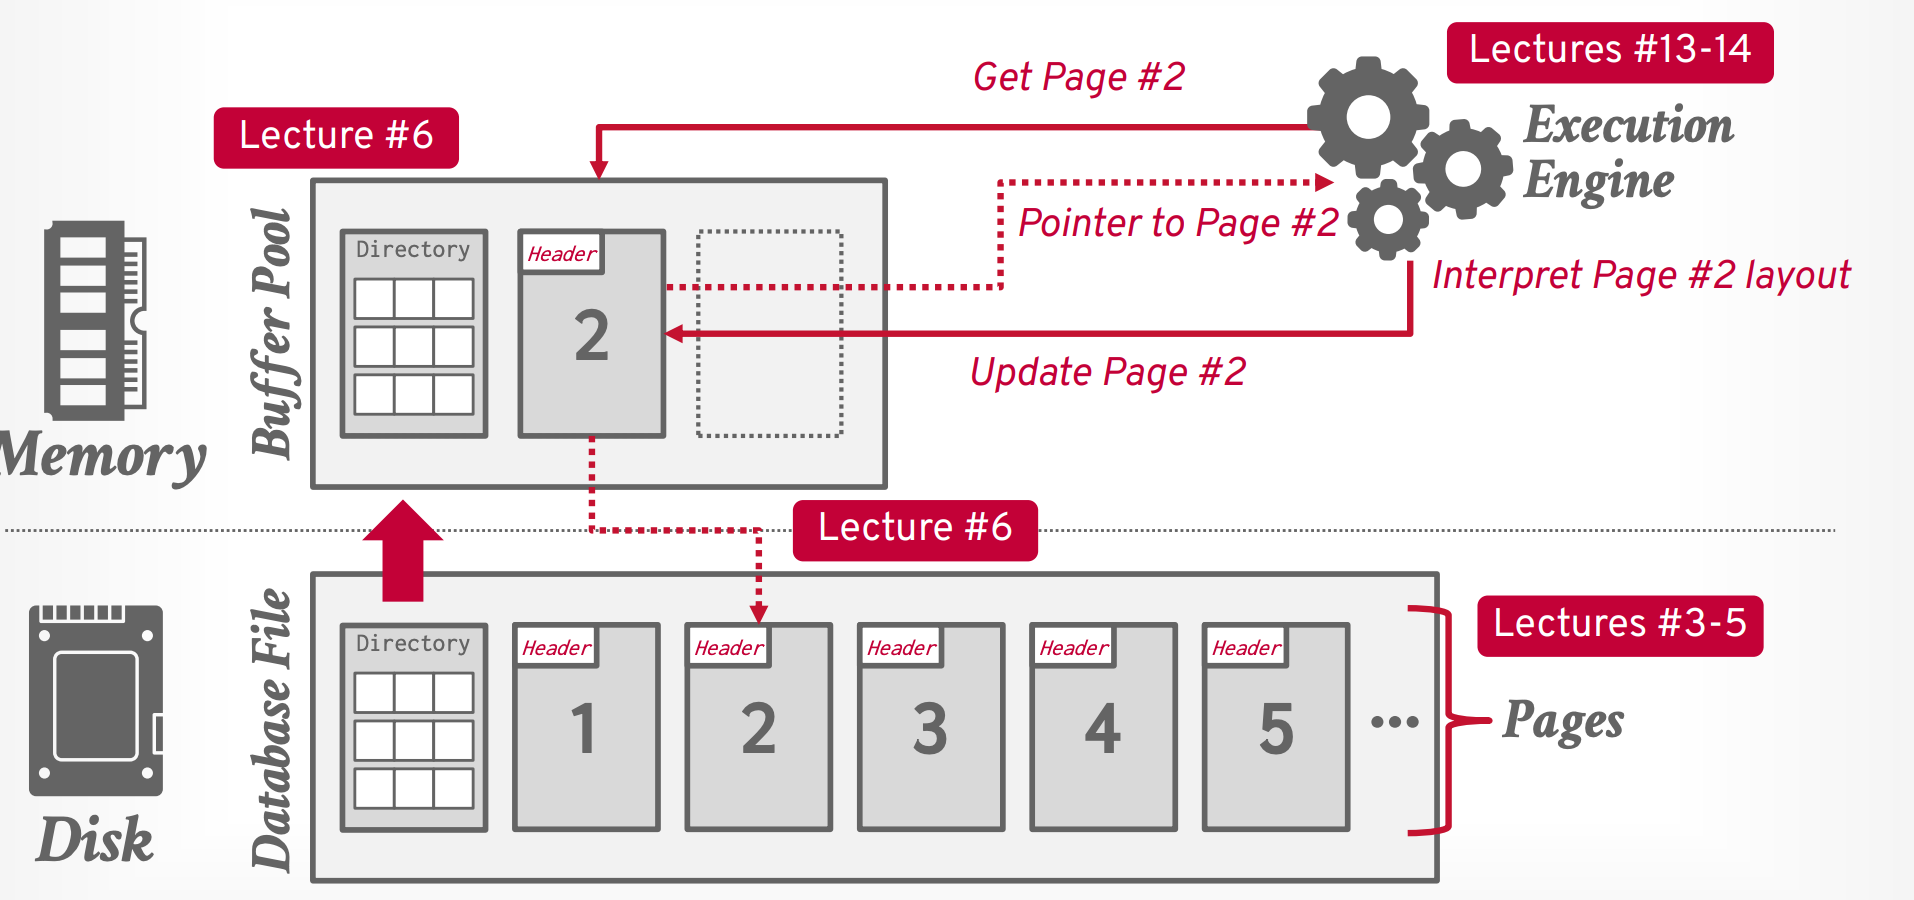 Lectures #13-14
Get Page #2
Execution
Engine
Lecture #6
Pointer to Page #2
Interpret Page #2 layout
Update Page #2
Buffer Pool
Directory
Header
2
Memory
Lecture #6
Database File
Directory
Header
1
Header
2
Header
3
Header
4
Header
5
...
Lectures #3-5
Pages
Disk